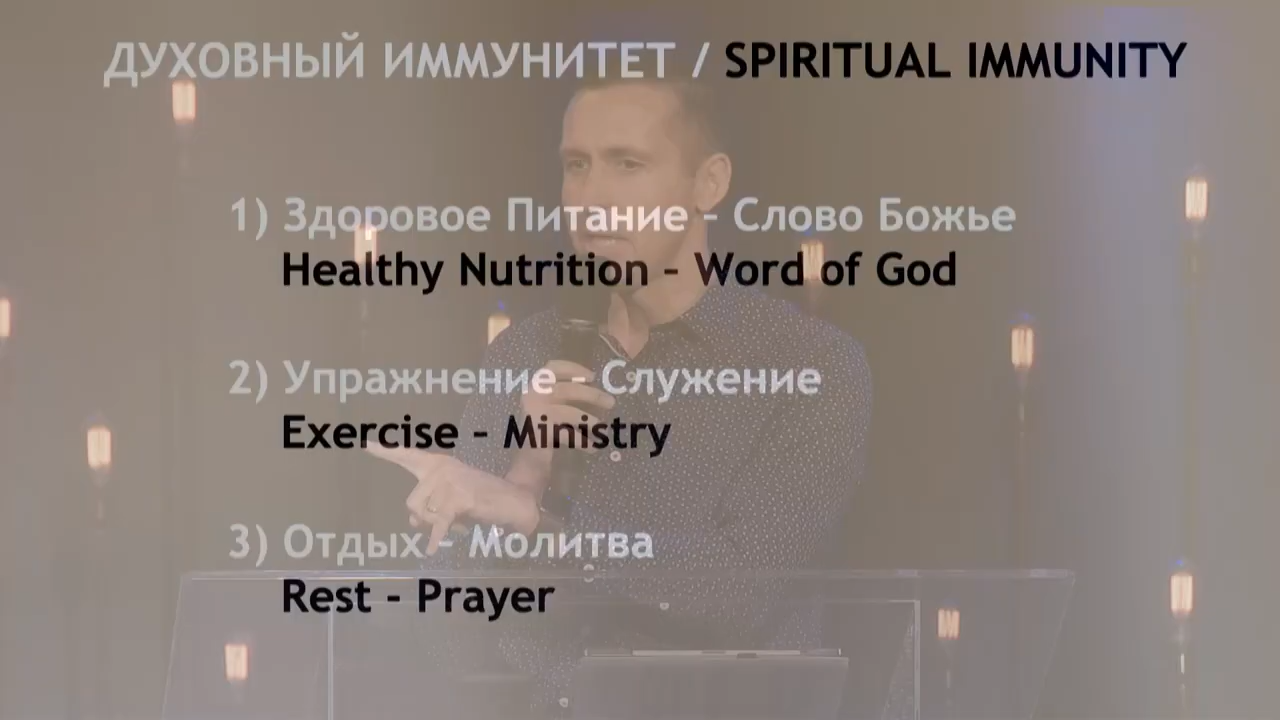 ДУХОВНЫЙ ИММУНИТЕТ / SPIRITUAL IMMUNITY
1) Здоровое Питание – Слово Божье
Healthy Nutrition – Word of God
2) Упражнение – Служение
Exercise – Ministry
3) Отдых – Молитва
Rest - Prayer